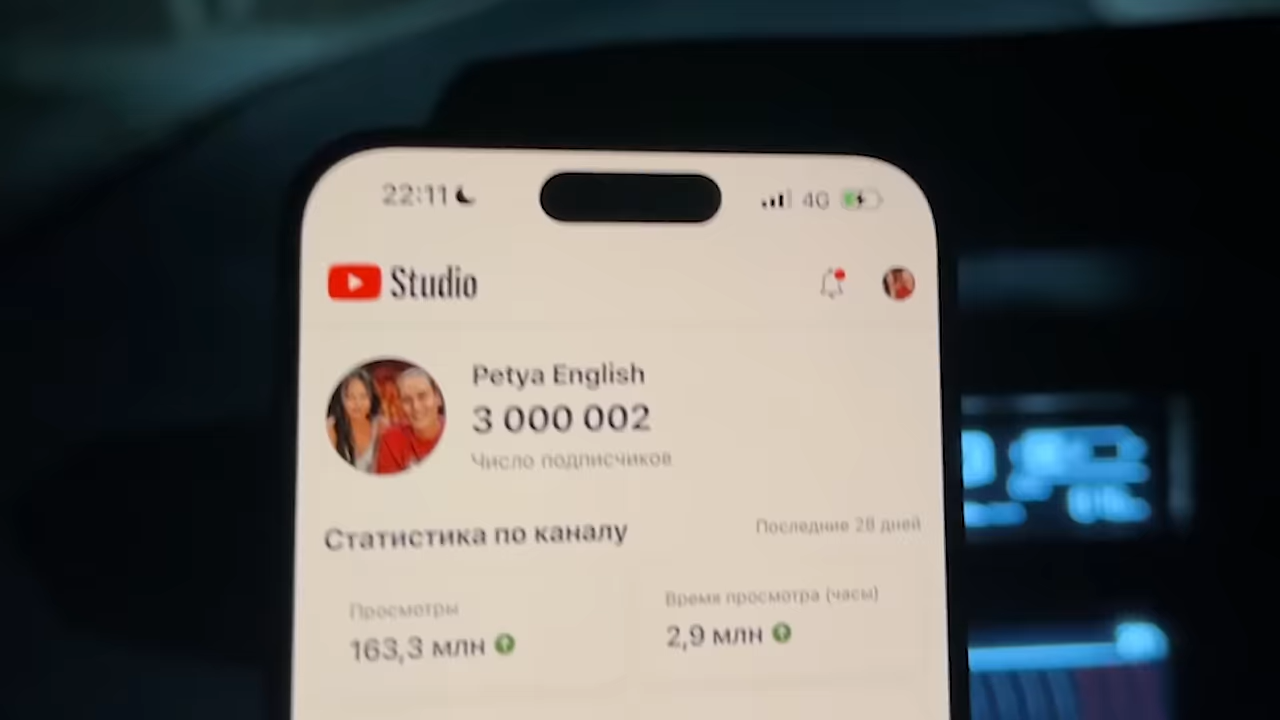 22:11 4G
Studio
Petya English
3 000 002
Число подписчиков
Статистика по каналу
Последние 28 дней
Просмотры
Время просмотра (часы)
163,3 млн
2,9 млн